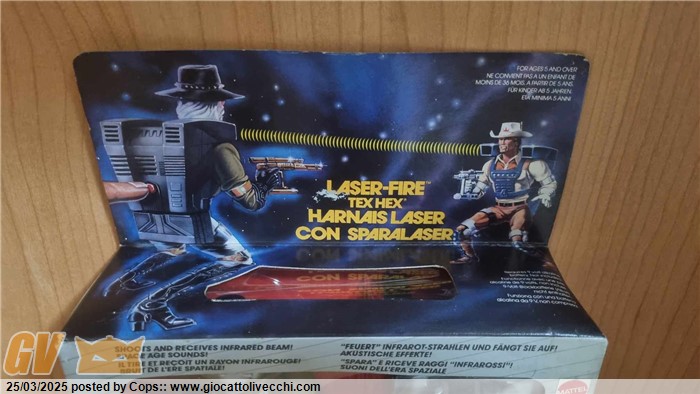 FOR AGES 5 AND OVER
NE CONVIENT PAS A UN ENFANT DE
MOINS DE 36 MOIS. A PARTIR DE 5 ANS.
FÜR KINDER AB 5 JAHREN.
ETA MINIMA 5 ANNI
LASER-FIRE™
TEX HEX*
HARNAIS LASER
CON SPARALASER
battery
SHOOTS AND RECEIVES INFRARED BEAM!
SPACE AGE SOUNDS!
IL TIRE ET REÇOIT UN RAYON INFRAROUGE!
BRUIT DE L'ERE SPATIALE!
"FEUERT" INFRAROT-STRAHLEN UND FÄNGT SIE AUF!
AKUSTISCHE EFFEKTE!
"SPARA" E RICEVE RAGGI "INFRAROSSI"!
SUONI DELL'ERA SPAZIALE
MATTEL
GV
25/03/2025 posted by Cops:: www.giocattolivecchi.com